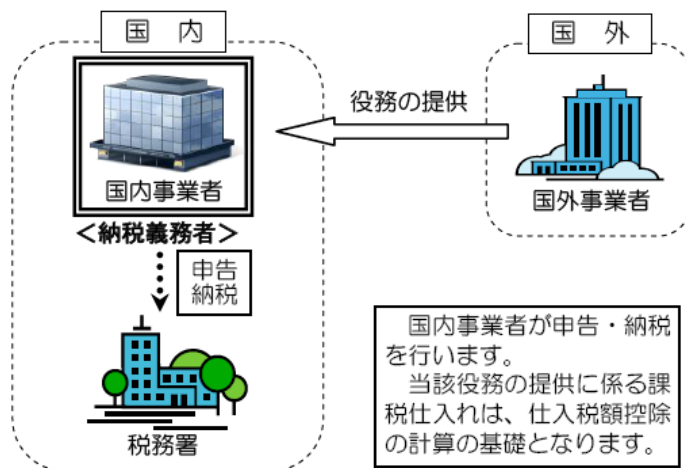 国　内
国　外
役務の提供
国内事業者
国外事業者
＜納税義務者＞
申告
納税
税務署
　国内事業者が申告・納税
を行います。
　当該役務の提供に係る課
税仕入れは、仕入税額控除
の計算の基礎となります。